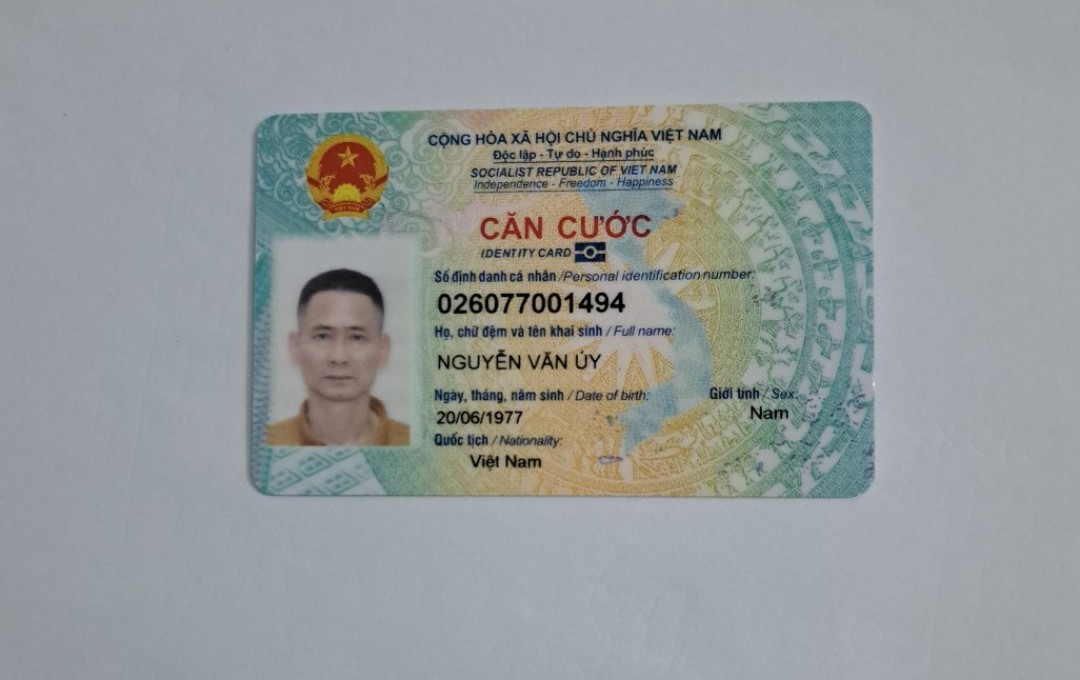 CỘNG HÒA XÃ HỘI CHỦ NGHĨA VIỆT NAM
Độc lập - Tự do - Hạnh phúc
SOCIALIST REPUBLIC OF VIET NAM
Independence - Freedom - Happiness
CĂN CƯỚC
IDENTITY CARD
Số định danh cá nhân / Personal identification number:
026077001494
Họ, chữ đệm và tên khai sinh / Full name:
NGUYỄN VĂN ÚY
Ngày, tháng, năm sinh / Date of birth: Giới tính / Sex:
20/06/1977 Nam
Quốc tịch / Nationality:
Việt Nam